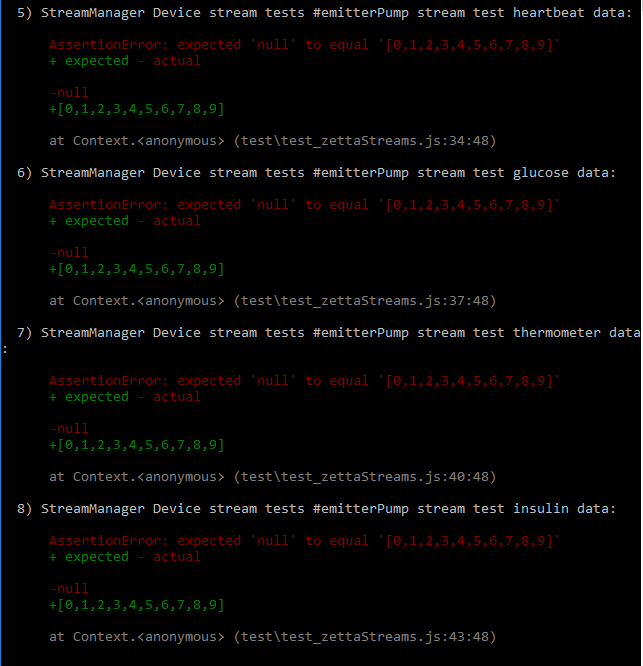 5) StreamManager Device stream tests #emitterPump stream test heartbeat data:
AssertionError: expected 'null' to equal '[0,1,2,3,4,5,6,7,8,9]'
+ expected - actual
-null
+[0,1,2,3,4,5,6,7,8,9]
at Context.<anonymous> (test\test_zettaStreams.js:34:48)
6) StreamManager Device stream tests #emitterPump stream test glucose data:
AssertionError: expected 'null' to equal '[0,1,2,3,4,5,6,7,8,9]'
+ expected - actual
-null
+[0,1,2,3,4,5,6,7,8,9]
at Context.<anonymous> (test\test_zettaStreams.js:37:48)
7) StreamManager Device stream tests #emitterPump stream test thermometer data
:
AssertionError: expected 'null' to equal '[0,1,2,3,4,5,6,7,8,9]'
+ expected - actual
-null
+[0,1,2,3,4,5,6,7,8,9]
at Context.<anonymous> (test\test_zettaStreams.js:40:48)
8) StreamManager Device stream tests #emitterPump stream test insulin data:
AssertionError: expected 'null' to equal '[0,1,2,3,4,5,6,7,8,9]'
+ expected - actual
-null
+[0,1,2,3,4,5,6,7,8,9]
at Context.<anonymous> (test\test_zettaStreams.js:43:48)